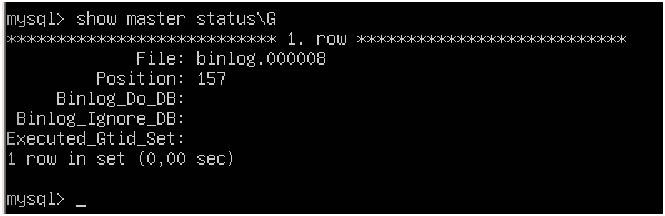 mysql> show master status\G
*************************** 1. row ***************************
File: binlog.000008
Position: 157
Binlog_Do_DB:
Binlog_Ignore_DB:
Executed_Gtid_Set:
1 row in set (0,00 sec)
mysql> _